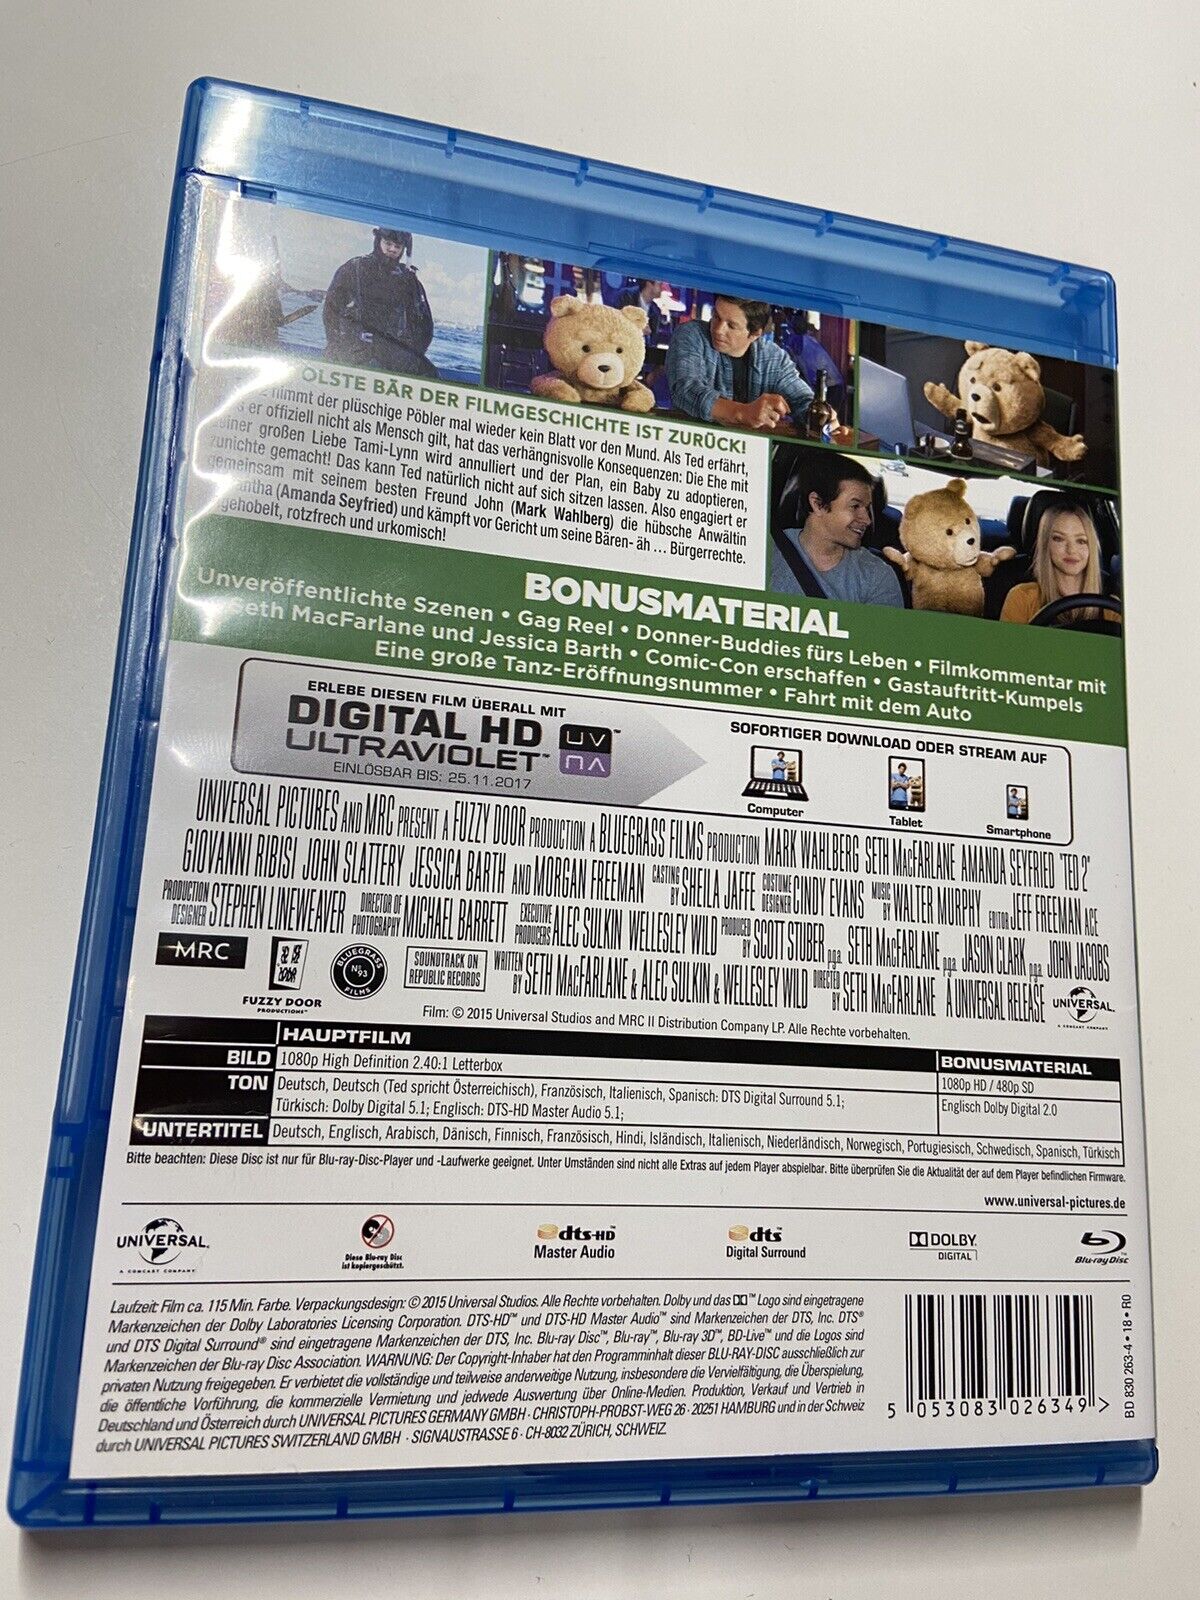 OLSTE BÄR DER FILMGESCHICHTE IST ZURÜCK!
nimmt der plüschige Pöbler mal wieder kein Blatt vor den Mund. Als Ted erfährt,
er offiziell nicht als Mensch gilt, hat das verhängnisvolle Konsequenzen: Die Ehe mit
einer großen Liebe Tami-Lynn wird annulliert und der Plan, ein Baby zu adoptieren,
zunichte gemacht! Das kann Ted natürlich nicht auf sich sitzen lassen. Also engagiert er
gemeinsam mit seinem besten Freund John (Mark Wahlberg) die hübsche Anwältin
antha (Amanda Seyfried) und kämpft vor Gericht um seine Bären- äh ... Bürgerrechte.
gehobelt, rotzfrech und urkomisch!
BONUSMATERIAL
Unveröffentlichte Szenen • Gag Reel • Donner-Buddies fürs Leben • Filmkommentar mit
Seth MacFarlane und Jessica Barth • Comic-Con erschaffen • Gastauftritt-Kumpels
Eine große Tanz-Eröffnungsnummer • Fahrt mit dem Auto
ERLEBE DIESEN FILM ÜBERALL MIT
DIGITAL HD
ULTRAVIOLET™
UV™
EINLÖSBAR BIS: 25.11.2017
SOFORTIGER DOWNLOAD ODER STREAM AUF
Computer
Tablet
Smartphone
UNIVERSAL PICTURES AND MRC PRESENT A FUZZY DOOR PRODUCTION A BLUEGRASS FILMS PRODUCTION MARK WAHLBERG SETH MacFARLANE AMANDA SEYFRIED "TED 2"
GIOVANNI RIBISI JOHN SLATTERY JESSICA BARTH AND MORGAN FREEMAN CASTING BY SHEILA JAFFE COSTUME DESIGNER CINDY EVANS MUSIC BY WALTER MURPHY EDITOR JEFF FREEMAN ACE
PRODUCTION DESIGNER STEPHEN LINEWEAVER DIRECTOR OF PHOTOGRAPHY MICHAEL BARRETT EXECUTIVE PRODUCERS ALEC SULKIN WELLESLEY WILD PRODUCED BY SCOTT STUBER p.g.a. SETH MacFARLANE p.g.a. JASON CLARK p.g.a. JOHN JACOBS
MRC
FUZZY DOOR
PRODUCTIONS™
BLUEGRASS
No. 93
FILMS
SOUNDTRACK ON
REPUBLIC RECORDS
WRITTEN BY SETH MacFARLANE & ALEC SULKIN & WELLESLEY WILD DIRECTED BY SETH MacFARLANE A UNIVERSAL RELEASE
UNIVERSAL
A COMCAST COMPANY
Film: © 2015 Universal Studios and MRC II Distribution Company LP. Alle Rechte vorbehalten.
HAUPTFILM
BONUSMATERIAL
BILD 1080p High Definition 2.40:1 Letterbox
1080p HD / 480p SD
TON Deutsch, Deutsch (Ted spricht Österreichisch), Französisch, Italienisch, Spanisch: DTS Digital Surround 5.1;
Türkisch: Dolby Digital 5.1; Englisch: DTS-HD Master Audio 5.1;
Englisch Dolby Digital 2.0
UNTERTITEL Deutsch, Englisch, Arabisch, Dänisch, Finnisch, Französisch, Hindi, Isländisch, Italienisch, Niederländisch, Norwegisch, Portugiesisch, Schwedisch, Spanisch, Türkisch
Bitte beachten: Diese Disc ist nur für Blu-ray-Disc-Player und -Laufwerke geeignet. Unter Umständen sind nicht alle Extras auf jedem Player abspielbar. Bitte überprüfen Sie die Aktualität der auf dem Player befindlichen Firmware.
www.universal-pictures.de
UNIVERSAL
A COMCAST COMPANY
Diese Blu-ray Disc
ist kopiergeschützt.
dts-HD™
Master Audio
dts™
Digital Surround
DOLBY
DIGITAL
Blu-ray Disc™
Laufzeit: Film ca. 115 Min. Farbe. Verpackungsdesign: © 2015 Universal Studios. Alle Rechte vorbehalten. Dolby und das ™ Logo sind eingetragene
Markenzeichen der Dolby Laboratories Licensing Corporation. DTS-HD™ und DTS-HD Master Audio™ sind Markenzeichen der DTS, Inc. DTS®
und DTS Digital Surround® sind eingetragene Markenzeichen der DTS, Inc. Blu-ray Disc™, Blu-ray™, Blu-ray 3D™, BD-Live™ und die Logos sind
Markenzeichen der Blu-ray Disc Association. WARNUNG: Der Copyright-Inhaber hat den Programminhalt dieser BLU-RAY-DISC ausschließlich zur
privaten Nutzung freigegeben. Er verbietet die vollständige und teilweise anderweitige Nutzung, insbesondere die Vervielfältigung, die Überspielung,
die öffentliche Vorführung, die kommerzielle Vermietung und jedwede Auswertung über Online-Medien. Produktion, Verkauf und Vertrieb in
Deutschland und Österreich durch UNIVERSAL PICTURES GERMANY GMBH · CHRISTOPH-PROBST-WEG 26 · 20251 HAMBURG und in der Schweiz
durch UNIVERSAL PICTURES SWITZERLAND GMBH · SIGNAUSTRASSE 6 · CH-8032 ZÜRICH, SCHWEIZ.
5 053083 026349 >
BD 830 263-4 • 18 • R0